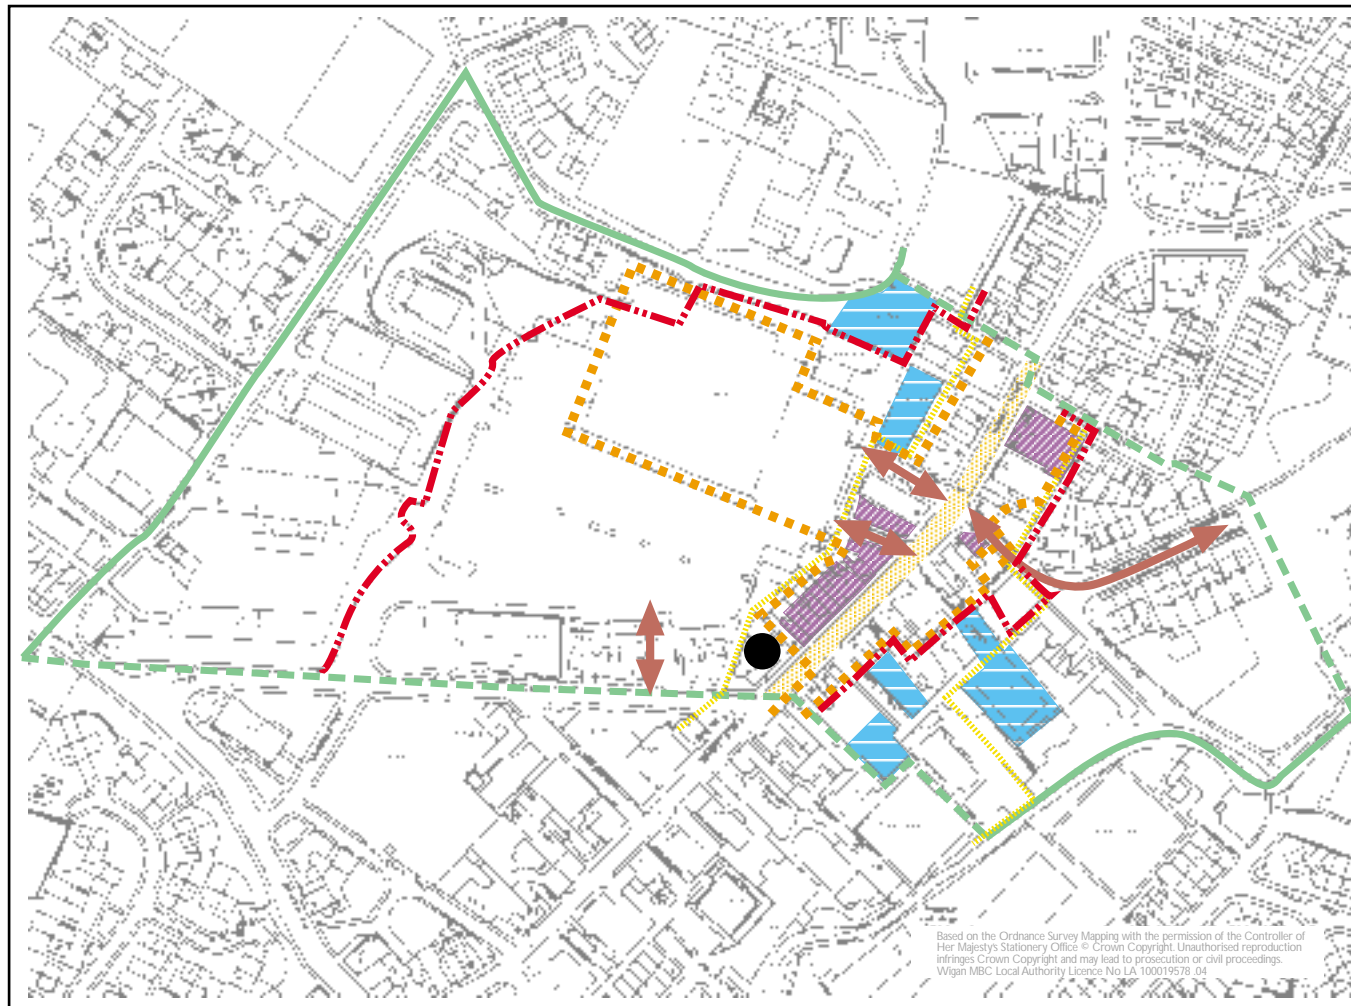 Based on the Ordnance Survey Mapping with the permission of the Controller of
Her Majesty's Stationery Office © Crown Copyright. Unauthorised reproduction
infringes Crown Copyright and may lead to prosecution or civil proceedings.
Wigan MBC Local Authority Licence No LA 100019578 .04